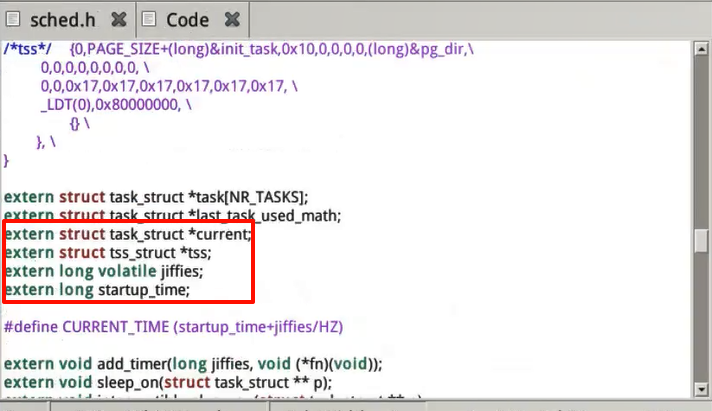 sched.h
Code
/*tss*/ {0,PAGE_SIZE+(long)&init_task,0x10,0,0,0,0,(long)&pg_dir,\
0,0,0,0,0,0,0,0, \
0,0,0x17,0x17,0x17,0x17,0x17,0x17, \
_LDT(0),0x80000000, \
{} \
}, \
}
extern struct task_struct *task[NR_TASKS];
extern struct task_struct *last_task_used_math;
extern struct task_struct *current;
extern struct tss_struct *tss;
extern long volatile jiffies;
extern long startup_time;
#define CURRENT_TIME (startup_time+jiffies/HZ)
extern void add_timer(long jiffies, void (*fn)(void));
extern void sleep_on(struct task_struct ** p);